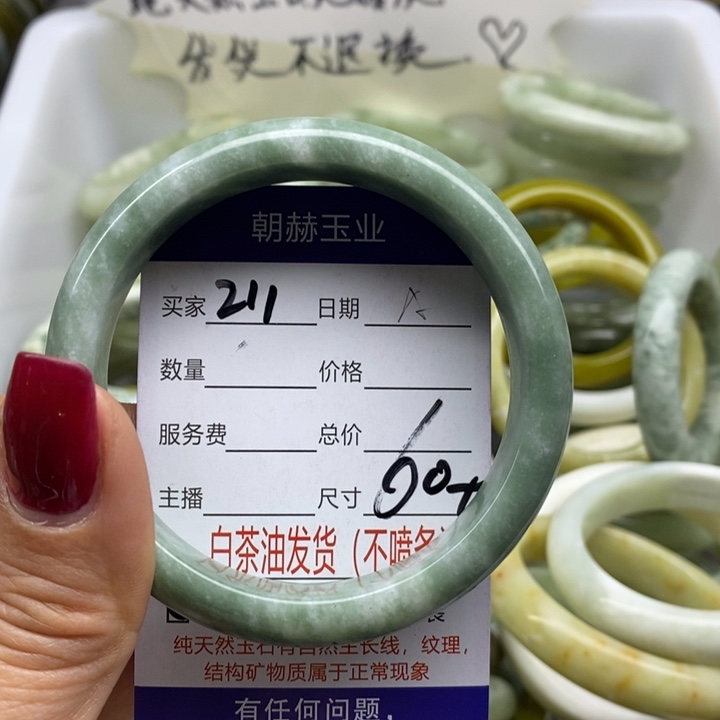 售出不退换
朝赫玉业
买家 211 日期
数量 价格
服务费 总价
主播 尺寸 60+
白茶油发货（不喷
纯天然玉石有自然生长线，纹理，
结构矿物质属于正常现象
有任何问题，